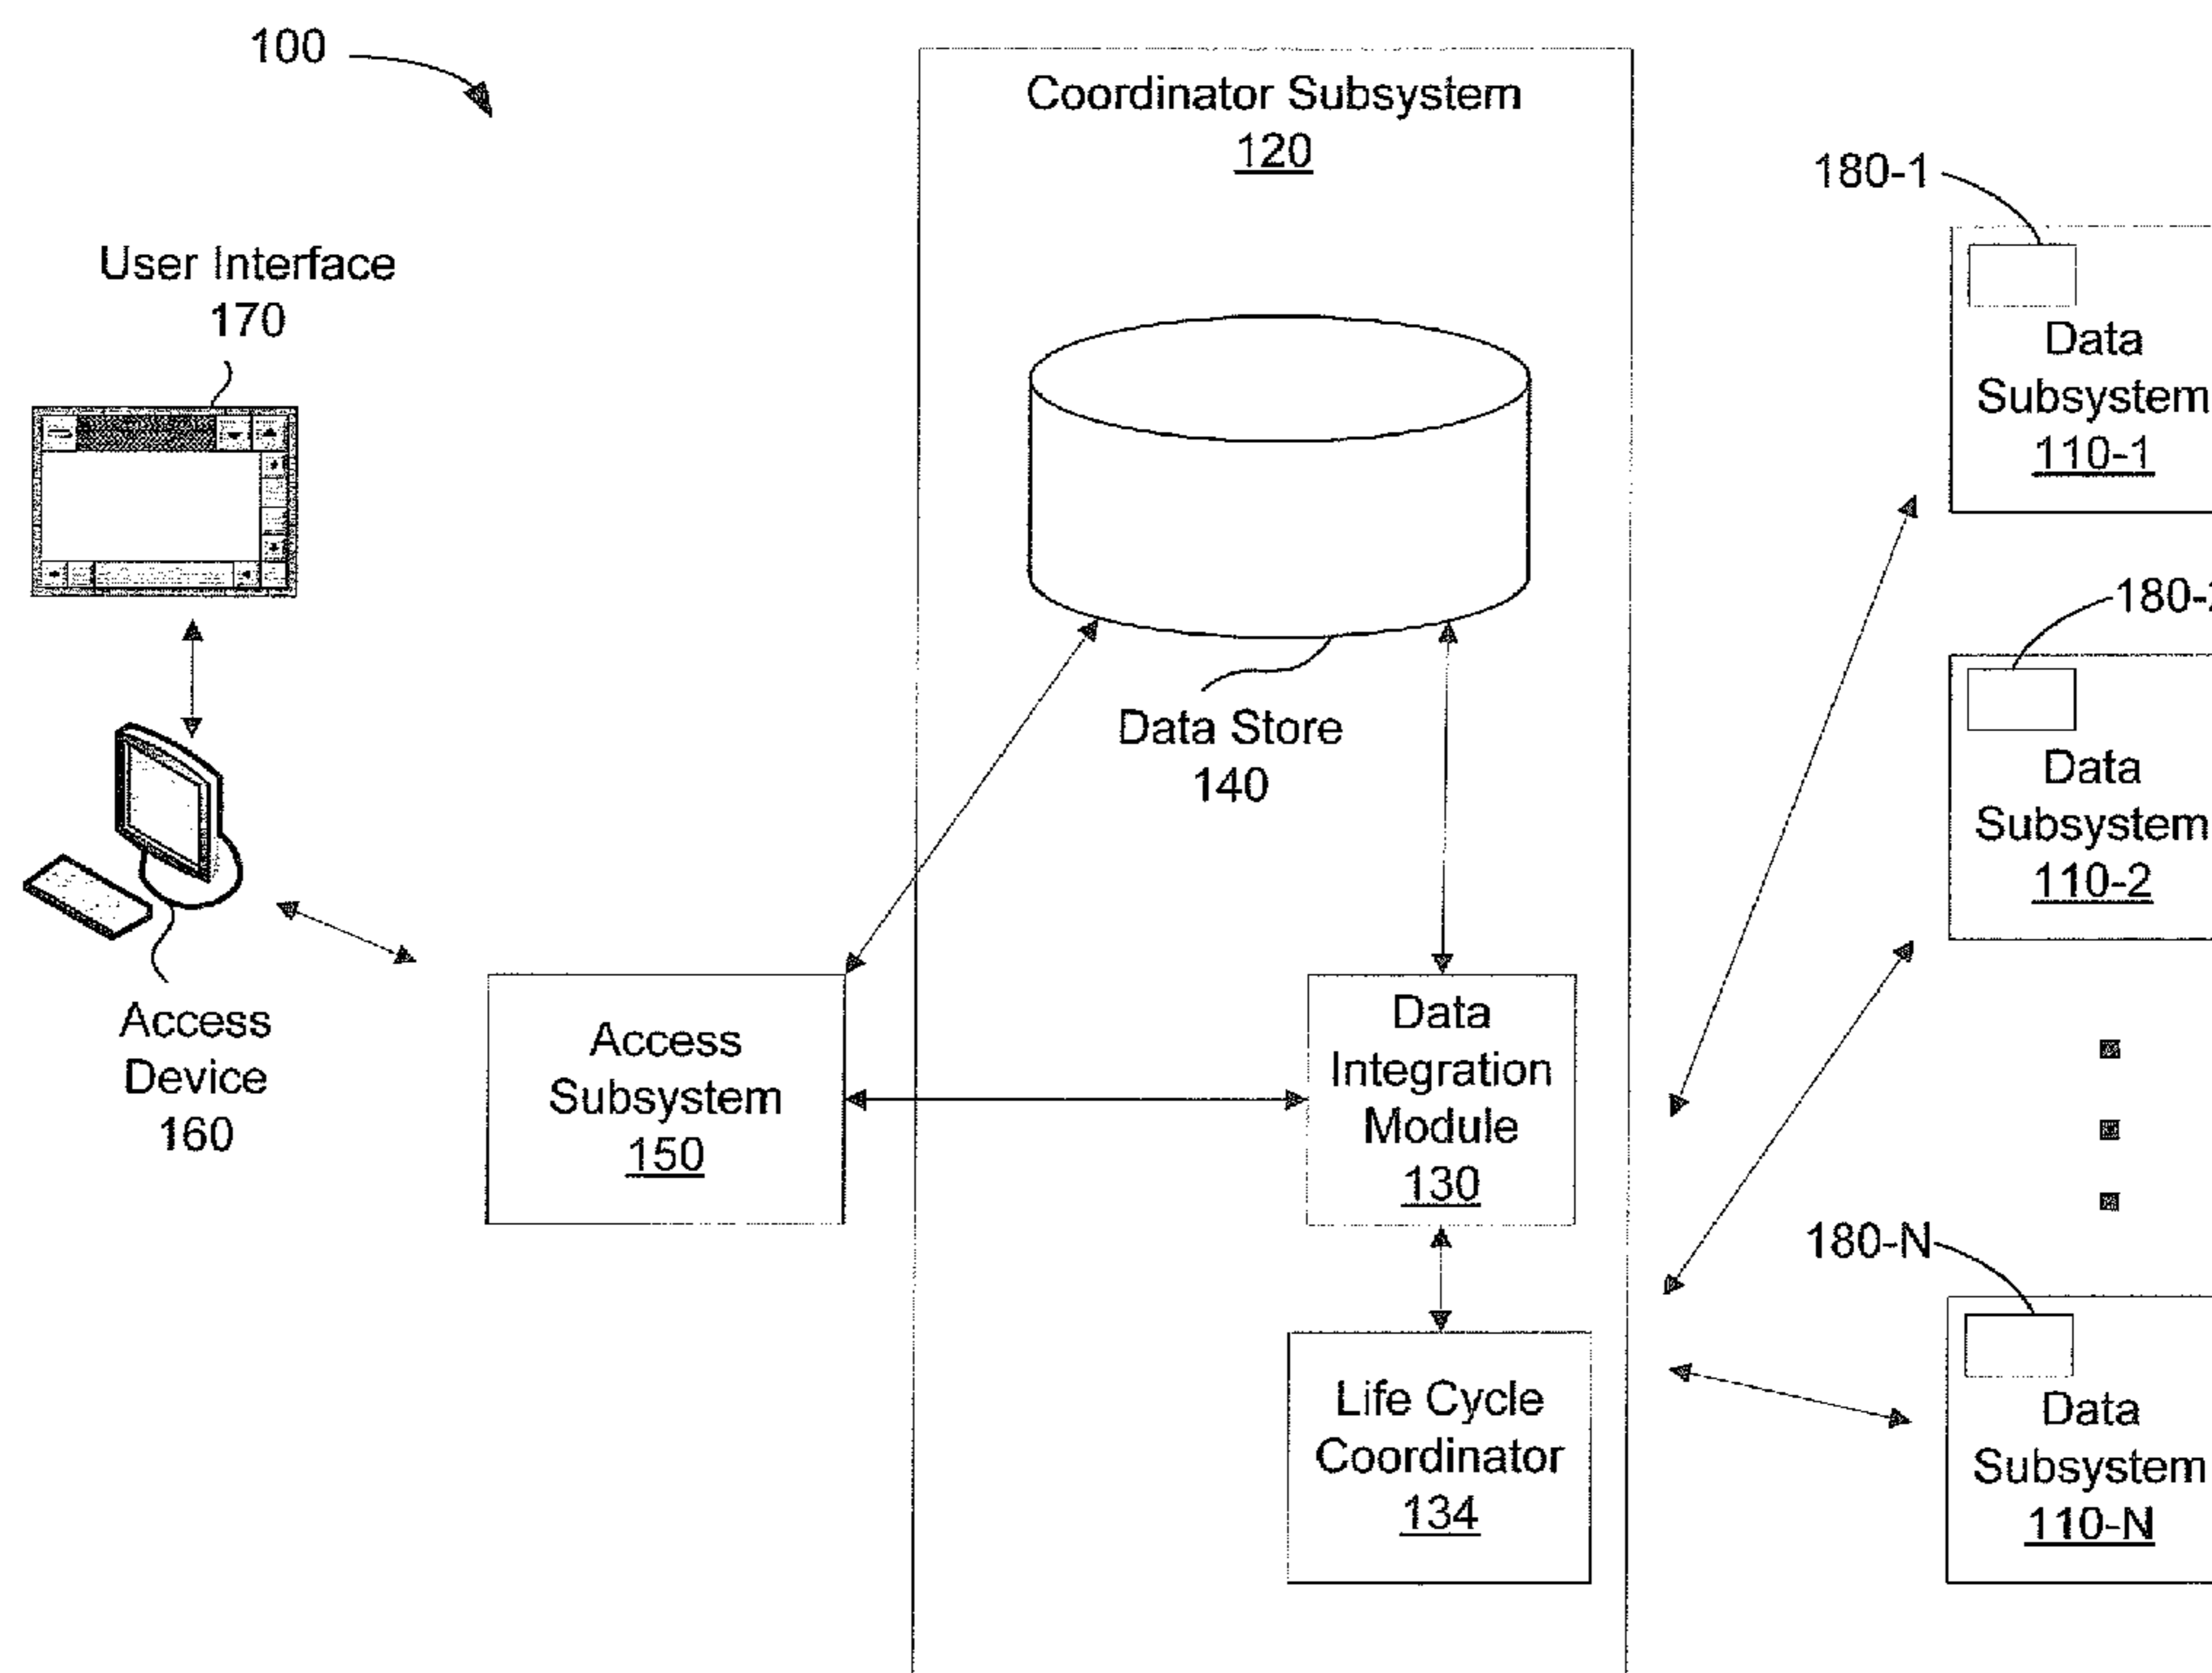 100
Coordinator Subsystem
120
180-1
User Interface
170
Data
Subsystem
110-1
Data Store
140
Data
Subsystem
110-2
Access
Device
160
Access
Subsystem
150
Data
Integration
Module
130
180-N
Life Cycle
Coordinator
134
Data
Subsystem
110-N